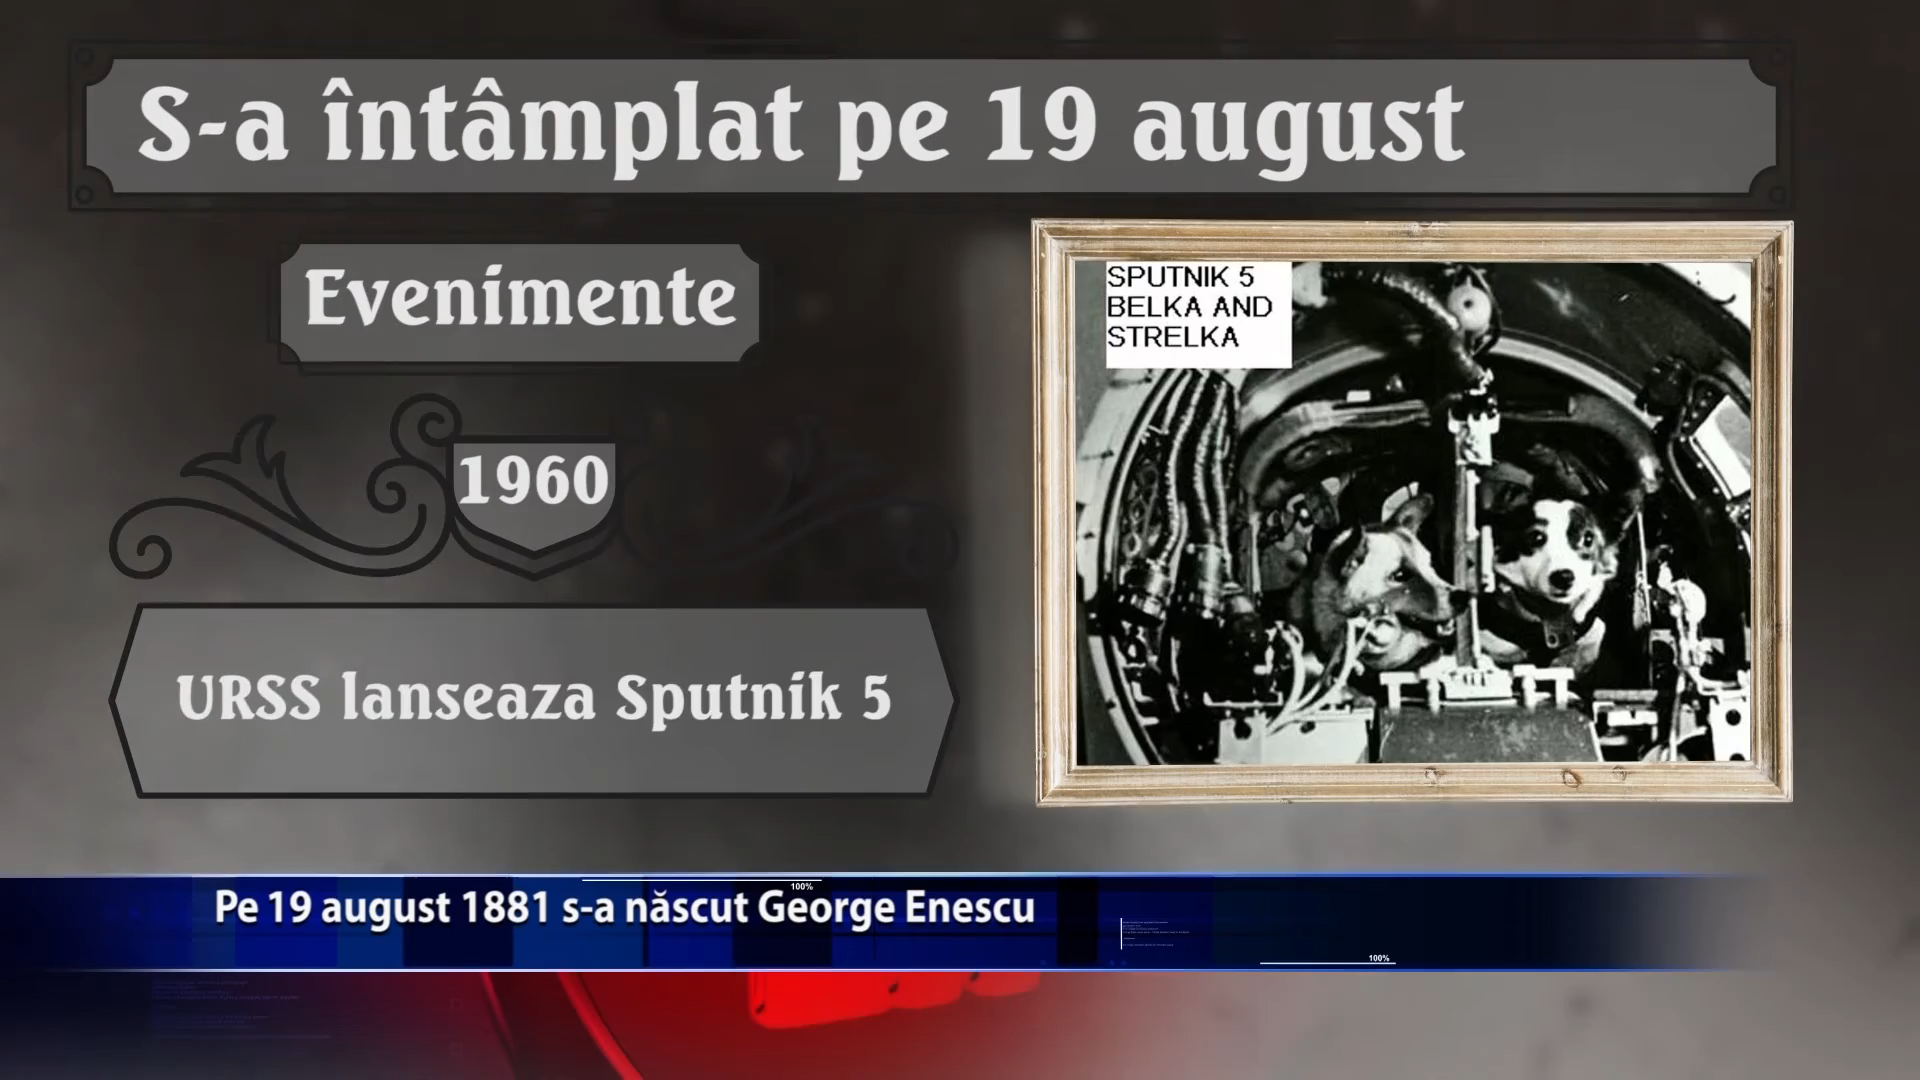 S-a întâmplat pe 19 august
Evenimente
1960
URSS lanseaza Sputnik 5
SPUTNIK 5
BELKA AND
STRELKA
100%
Pe 19 august 1881 s-a născut George Enescu
100%